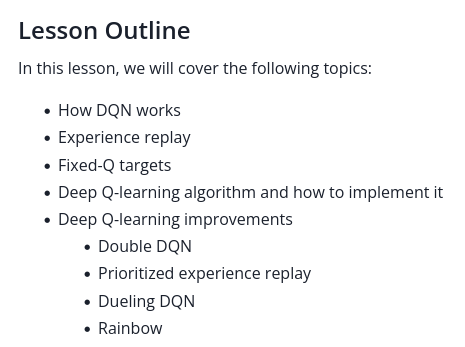 Lesson Outline
In this lesson, we will cover the following topics:
• How DQN works
• Experience replay
• Fixed-Q targets
• Deep Q-learning algorithm and how to implement it
• Deep Q-learning improvements
• Double DQN
• Prioritized experience replay
• Dueling DQN
• Rainbow